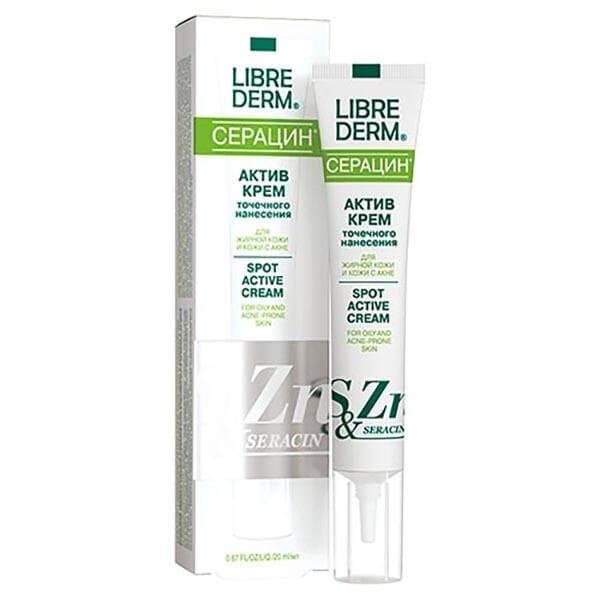 LIBRE
DERM®
СЕРАЦИН*
АКТИВ
КРЕМ
точечного
нанесения
ДЛЯ
ЖИРНОЙ КОЖИ
И КОЖИ С АКНЕ
SPOT
ACTIVE
CREAM
FOR OILY AND
ACNE-PRONE
SKIN
Zn
&
SERACIN
LIBRE
DERM®
СЕРАЦИН*
АКТИВ
КРЕМ
точечного
нанесения
ДЛЯ
ЖИРНОЙ КОЖИ
И КОЖИ С АКНЕ
SPOT
ACTIVE
CREAM
FOR OILY AND
ACNE-PRONE
SKIN
S&Zn
SERACIN